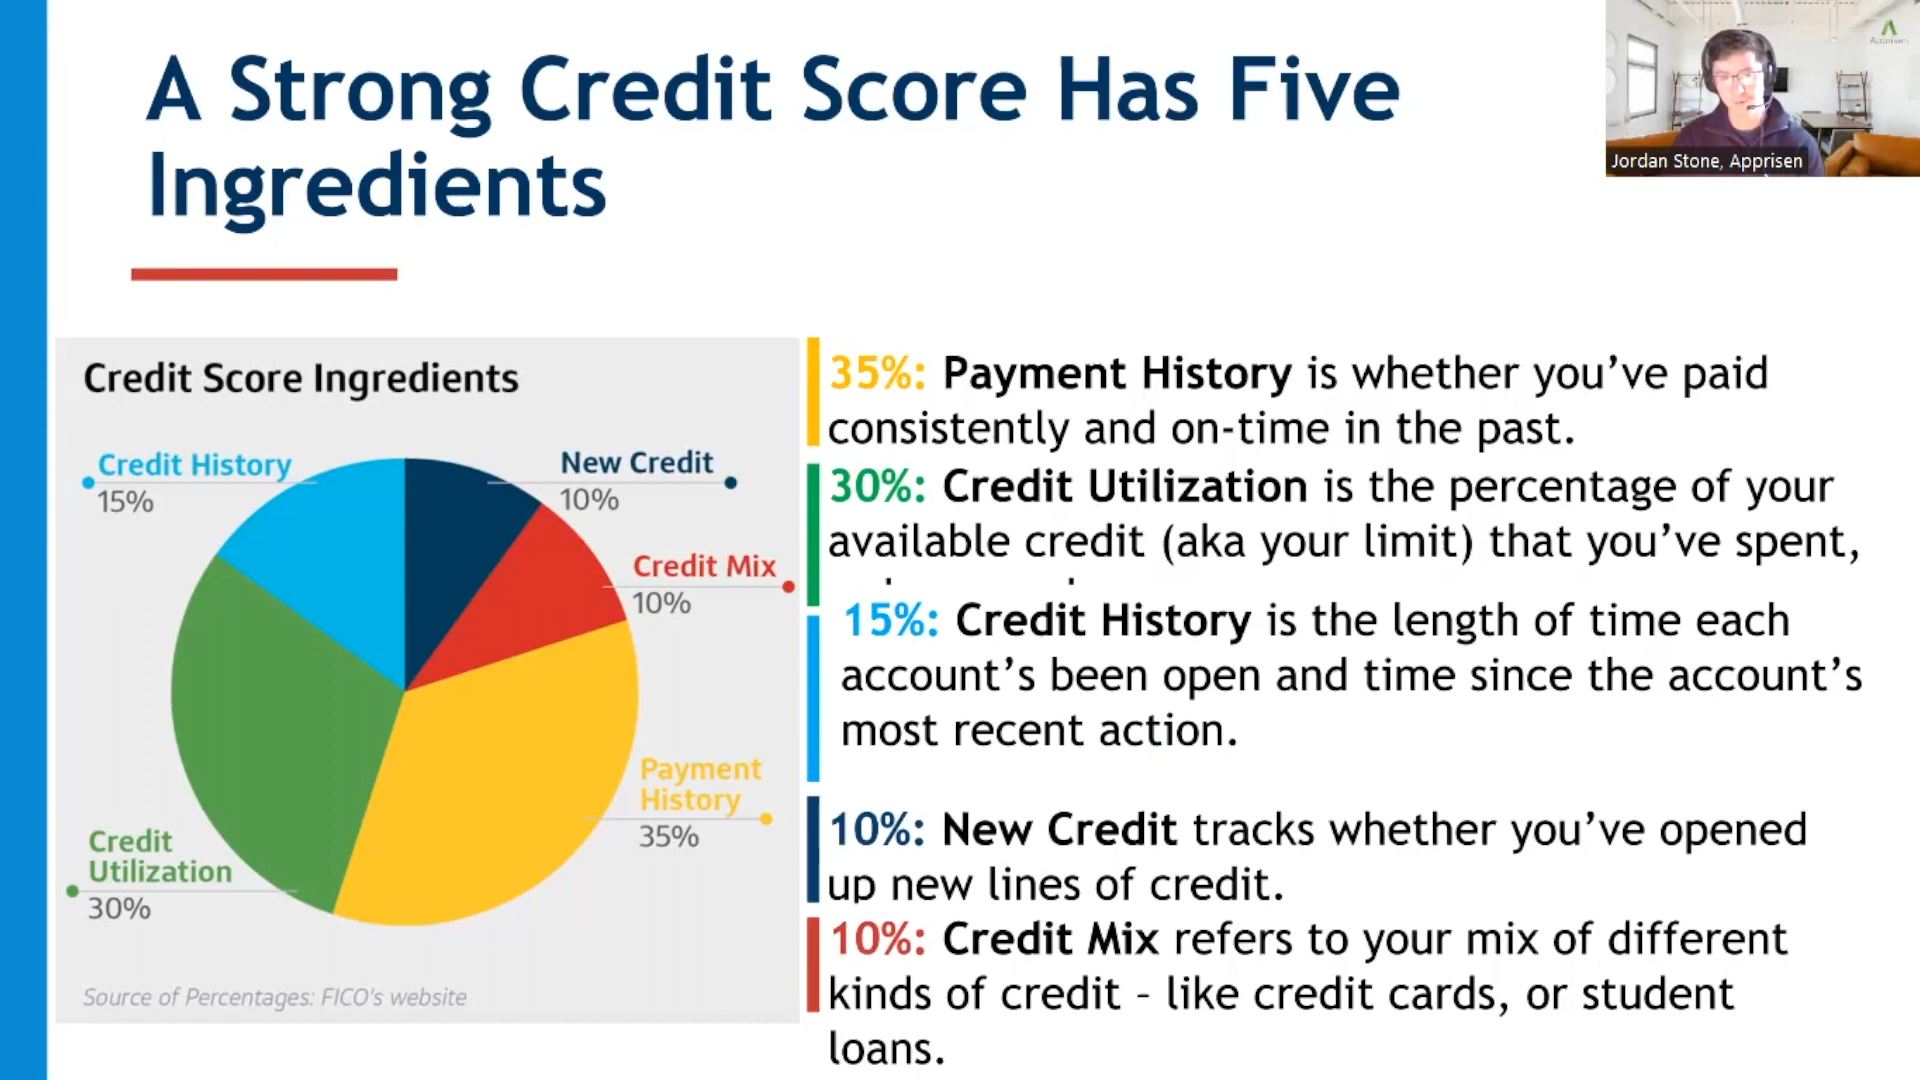 A Strong Credit Score Has Five
Ingredients
Jordan Stone, Apprisen
Credit Score Ingredients
Credit History
15%
New Credit
10%
Credit Mix
10%
Payment
History
35%
Credit
Utilization
30%
Source of Percentages: FICO's website
35%: Payment History is whether you’ve paid
consistently and on-time in the past.
30%: Credit Utilization is the percentage of your
available credit (aka your limit) that you’ve spent,
15%: Credit History is the length of time each
account’s been open and time since the account’s
most recent action.
10%: New Credit tracks whether you’ve opened
up new lines of credit.
10%: Credit Mix refers to your mix of different
kinds of credit – like credit cards, or student
loans.